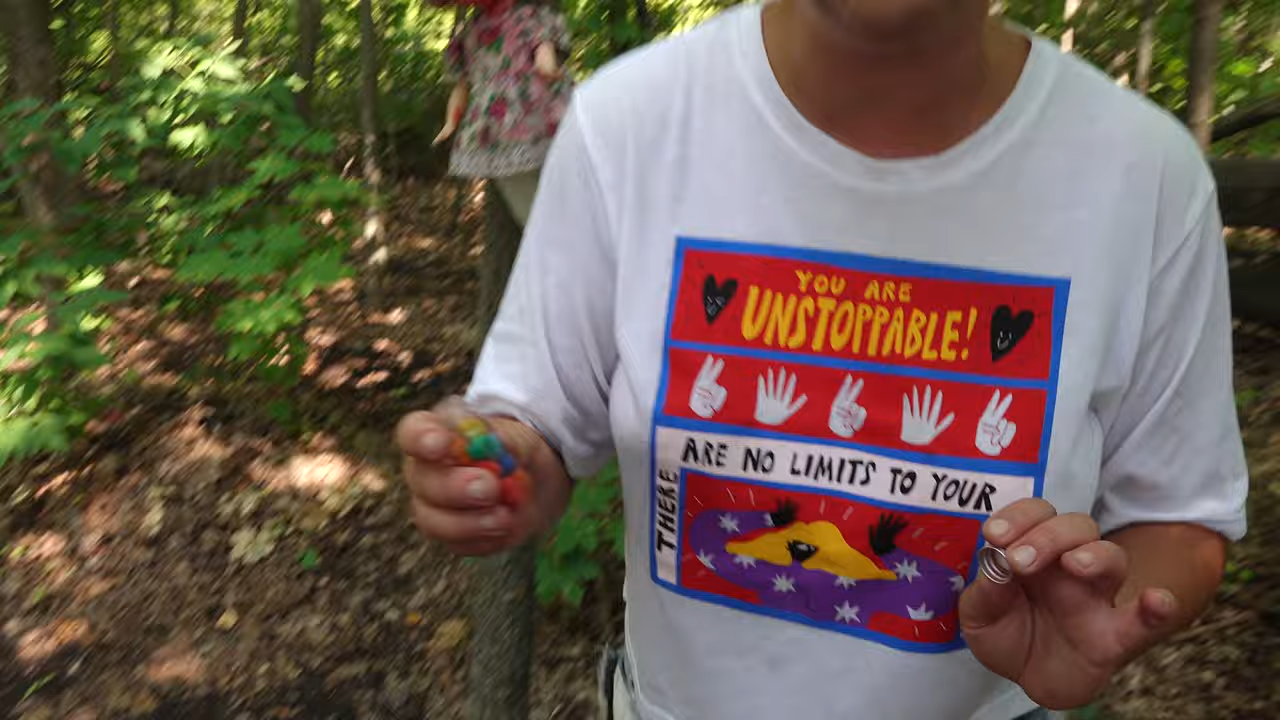 YOU ARE
UNSTOPPABLE!
THERE
ARE NO LIMITS TO YOUR